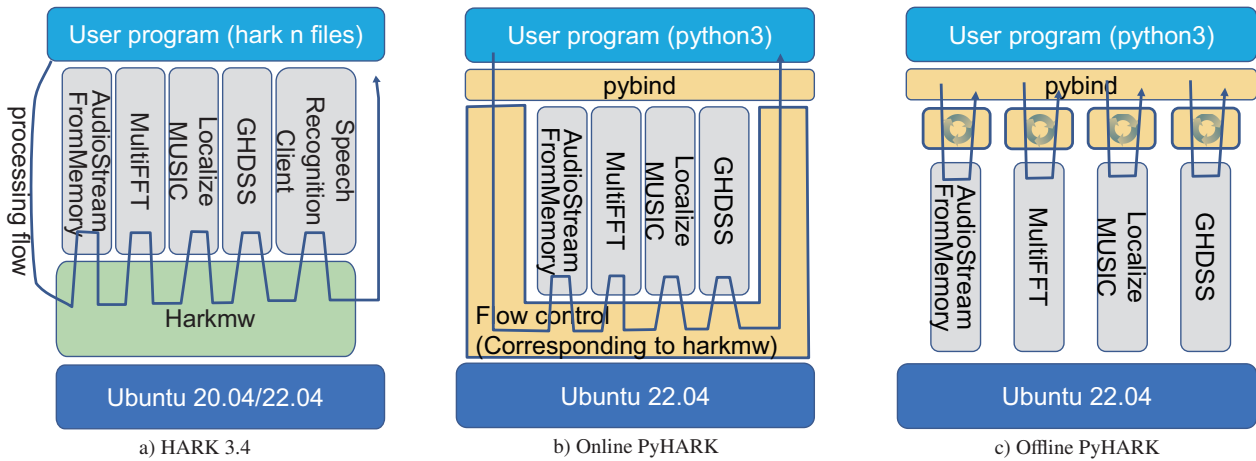 User program (hark n files)
processing flow
AudioStream
FromMemory
MultiFFT
Localize
MUSIC
GHDSS
Speech
Recognition
Client
Harkmw
Ubuntu 20.04/22.04
a) HARK 3.4
User program (python3)
pybind
AudioStream
FromMemory
MultiFFT
Localize
MUSIC
GHDSS
Flow control
(Corresponding to harkmw)
Ubuntu 22.04
b) Online PyHARK
User program (python3)
pybind
AudioStream
FromMemory
MultiFFT
Localize
MUSIC
GHDSS
Ubuntu 22.04
c) Offline PyHARK